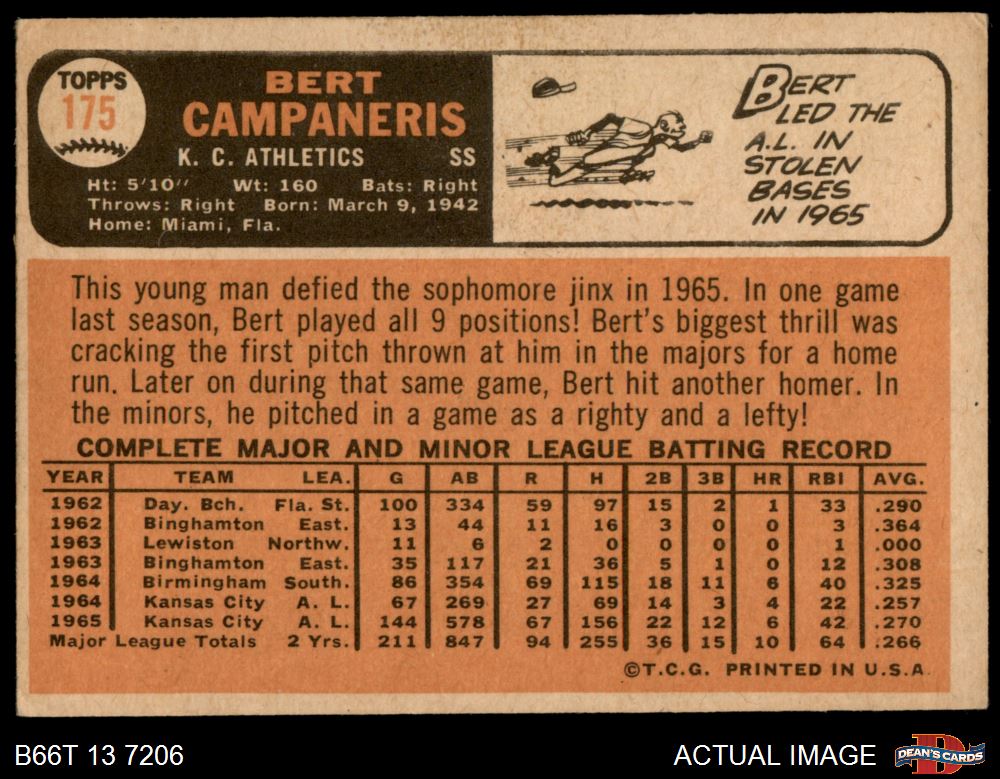 TOPPS
175
BERT
CAMPANERIS
K. C. ATHLETICS SS
Ht: 5'10" Wt: 160 Bats: Right
Throws: Right Born: March 9, 1942
Home: Miami, Fla.
BERT
LED THE
A.L. IN
STOLEN
BASES
IN 1965
This young man defied the sophomore jinx in 1965. In one game
last season, Bert played all 9 positions! Bert's biggest thrill was
cracking the first pitch thrown at him in the majors for a home
run. Later on during that same game, Bert hit another homer. In
the minors, he pitched in a game as a righty and a lefty!
COMPLETE MAJOR AND MINOR LEAGUE BATTING RECORD
YEAR TEAM LEA. G AB R H 2B 3B HR RBI AVG.
1962 Day. Bch. Fla. St. 100 334 59 97 15 2 1 33 .290
1962 Binghamton East. 13 44 11 16 3 0 0 3 .364
1963 Lewiston Northw. 11 6 2 0 0 0 0 1 .000
1963 Binghamton East. 35 117 21 36 5 1 0 12 .308
1964 Birmingham South. 86 354 69 115 18 11 6 40 .325
1964 Kansas City A. L. 67 269 27 69 14 3 4 22 .257
1965 Kansas City A. L. 144 578 67 156 22 12 6 42 .270
Major League Totals 2 Yrs. 211 847 94 255 36 15 10 64 .266
©T.C.G. PRINTED IN U.S.A.
B66T 13 7206
ACTUAL IMAGE
DEAN'S CARDS